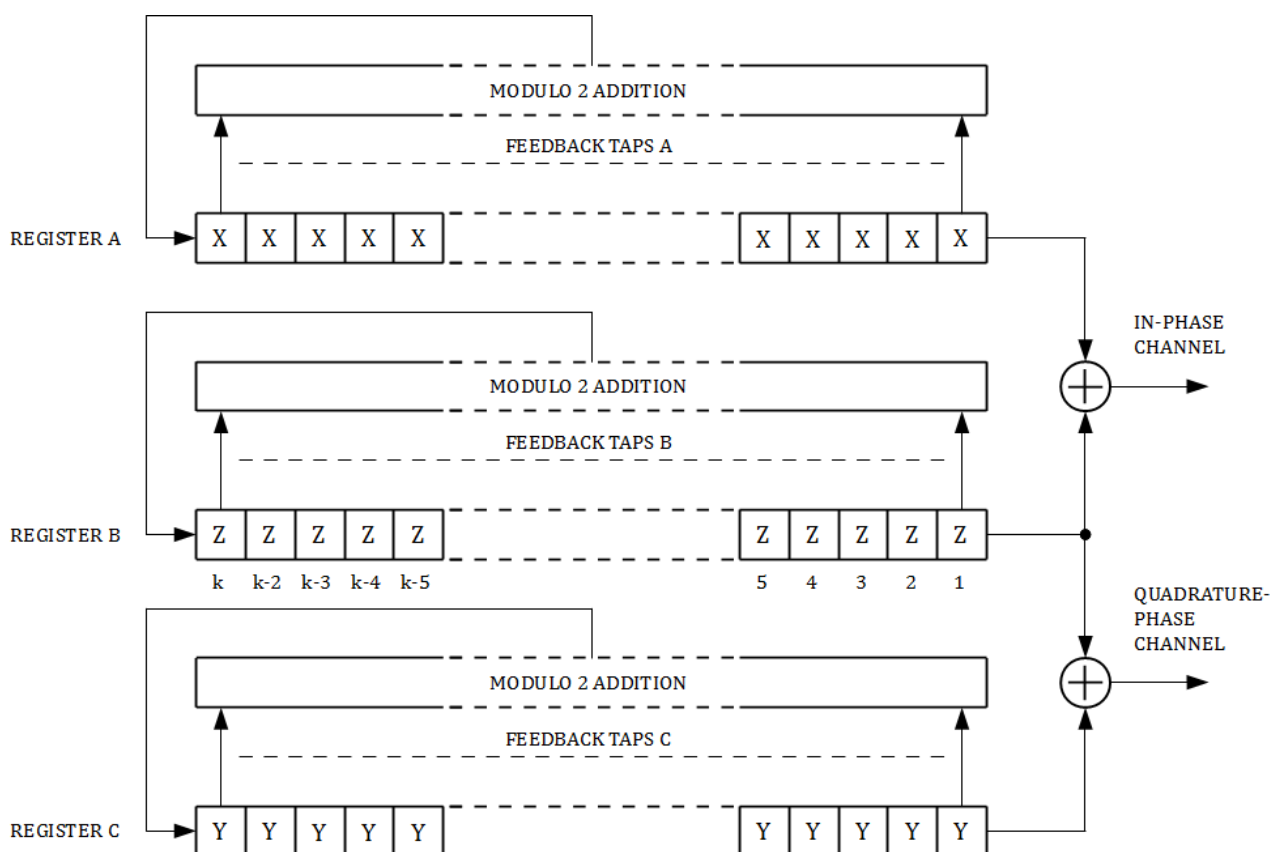 MODULO 2 ADDITION
FEEDBACK TAPS A
REGISTER A X X X X X X X X X X
IN-PHASE
CHANNEL
MODULO 2 ADDITION
FEEDBACK TAPS B
REGISTER B Z Z Z Z Z Z Z Z Z Z
k k-2 k-3 k-4 k-5 5 4 3 2 1
QUADRATURE-
PHASE
CHANNEL
MODULO 2 ADDITION
FEEDBACK TAPS C
REGISTER C Y Y Y Y Y Y Y Y Y Y